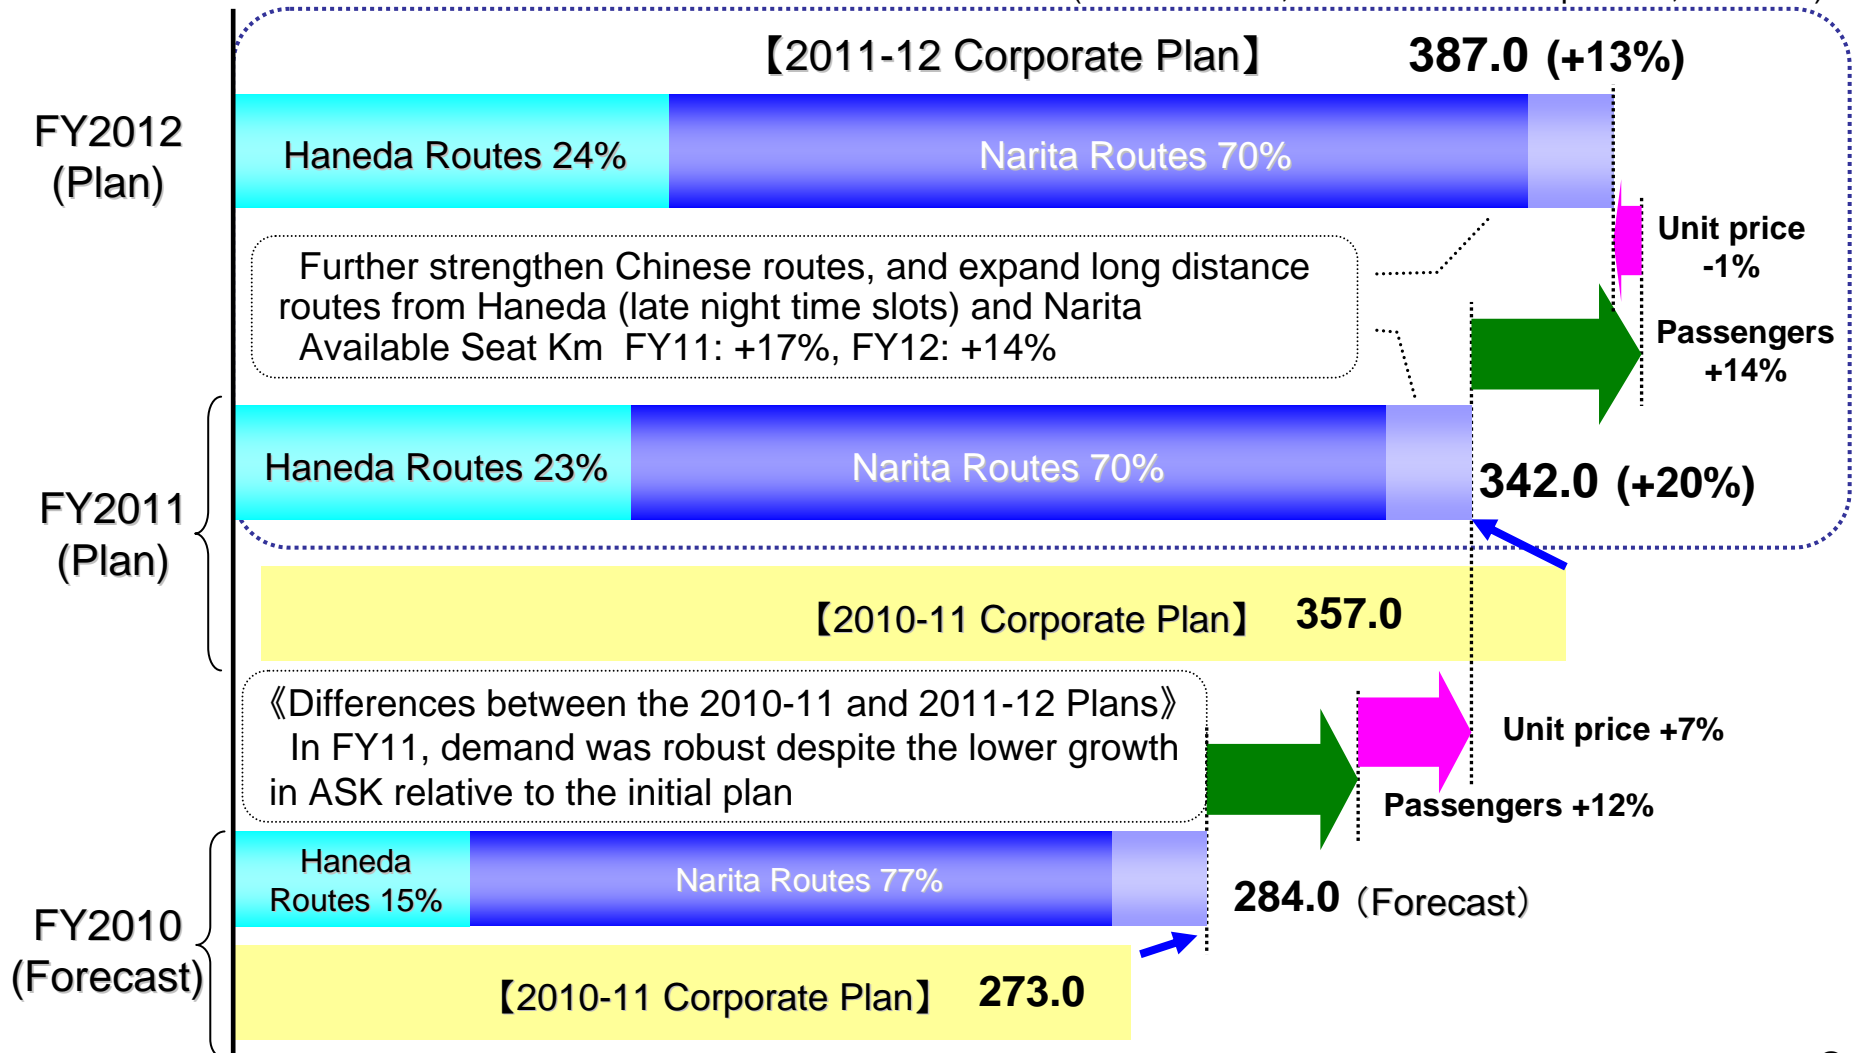 【2011-12 Corporate Plan】 387.0 (+13%)
FY2012
(Plan)
Haneda Routes 24%
Narita Routes 70%
Unit price
-1%
Further strengthen Chinese routes, and expand long distance
routes from Haneda (late night time slots) and Narita
Available Seat Km FY11: +17%, FY12: +14%
Passengers
+14%
FY2011
(Plan)
Haneda Routes 23%
Narita Routes 70%
342.0 (+20%)
【2010-11 Corporate Plan】 357.0
《Differences between the 2010-11 and 2011-12 Plans》
In FY11, demand was robust despite the lower growth
in ASK relative to the initial plan
Unit price +7%
Passengers +12%
FY2010
(Forecast)
Haneda
Routes 15%
Narita Routes 77%
284.0 （Forecast）
【2010-11 Corporate Plan】 273.0